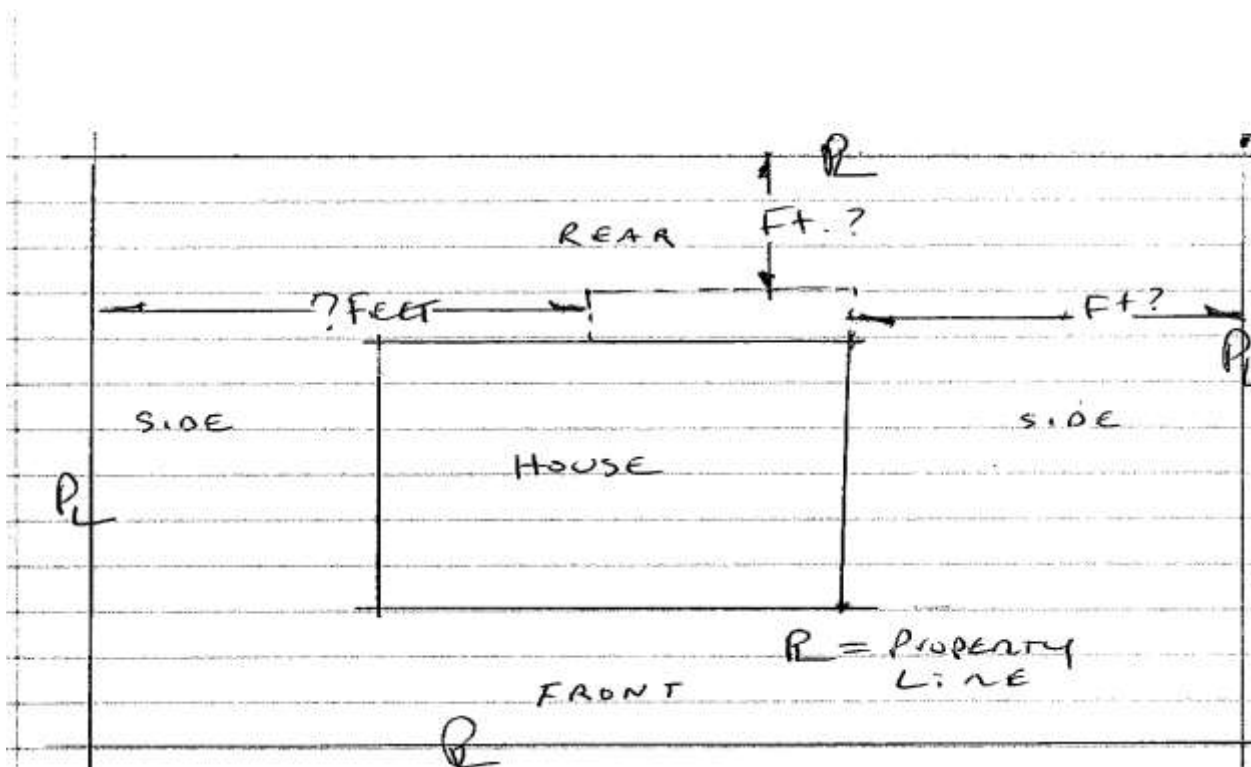 PL
REAR
Ft. ?
? FEET
Ft ?
PL
SIDE
SIDE
HOUSE
PL
PL = PROPERTY
LINE
FRONT
PL